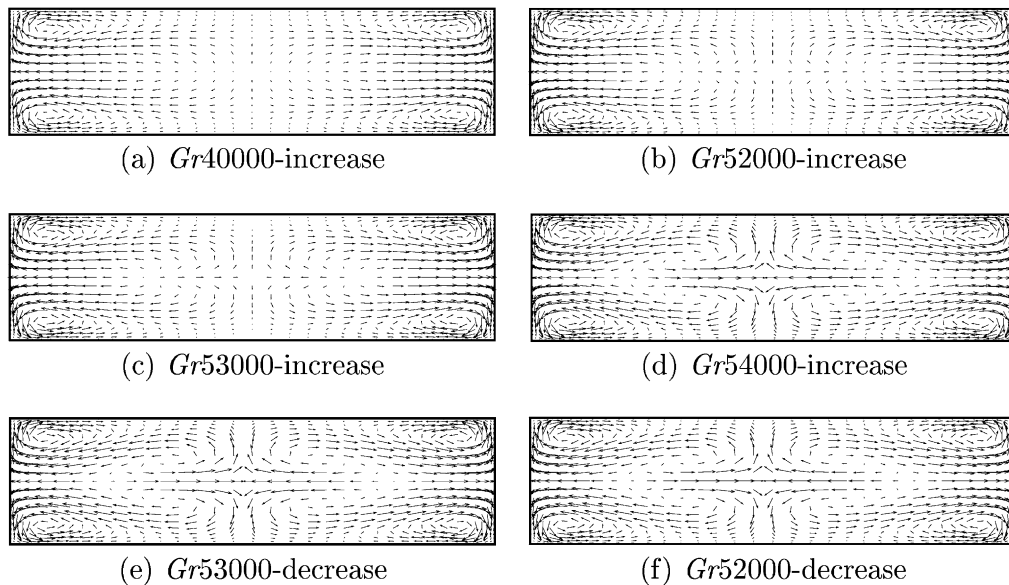 (a) Gr40000-increase
(b) Gr52000-increase
(c) Gr53000-increase
(d) Gr54000-increase
(e) Gr53000-decrease
(f) Gr52000-decrease